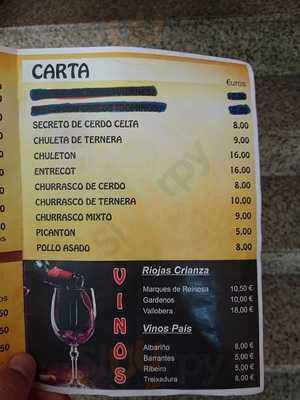 CARTA
Euros
SECRETO DE CERDO CELTA 8.00
CHULETA DE TERNERA 9.00
CHULETON 16.00
ENTRECOT 16.00
CHURRASCO DE CERDO 8.00
CHURRASCO DE TERNERA 10.00
CHURRASCO MIXTO 9.00
PICANTON 5.00
POLLO ASADO 8.00
VINOS
Riojas Crianza
Marques de Reinosa 10,50 €
Gardenos 10,00 €
Vallobera 18,00 €
Vinos País
Albariño 8,00 €
Barrantes 5,00 €
Ribeiro 5,00 €
Treixadura 8,00 €